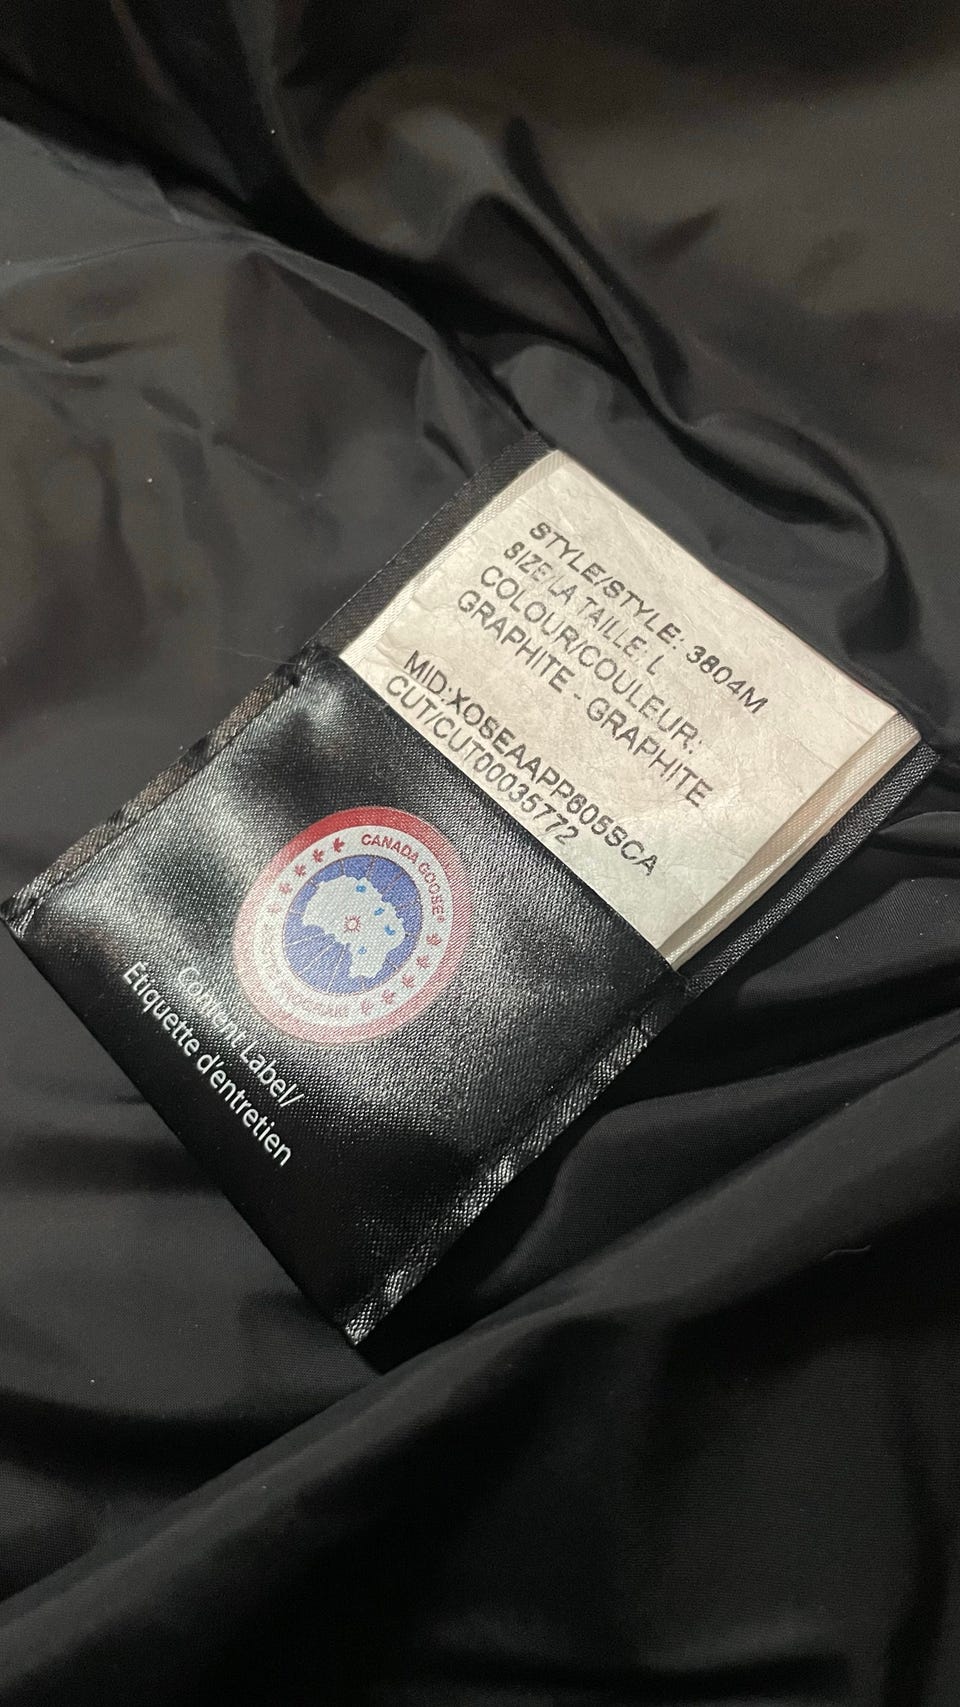 STYLE/STYLE: 3804M
SIZE/LA TAILLE: L
COLOUR/COULEUR:
GRAPHITE - GRAPHITE
MID:XOSEAAPP605SCA
CUT/CUT00035772
CANADA GOOSE®
Content Label/
Étiquette d'entretien